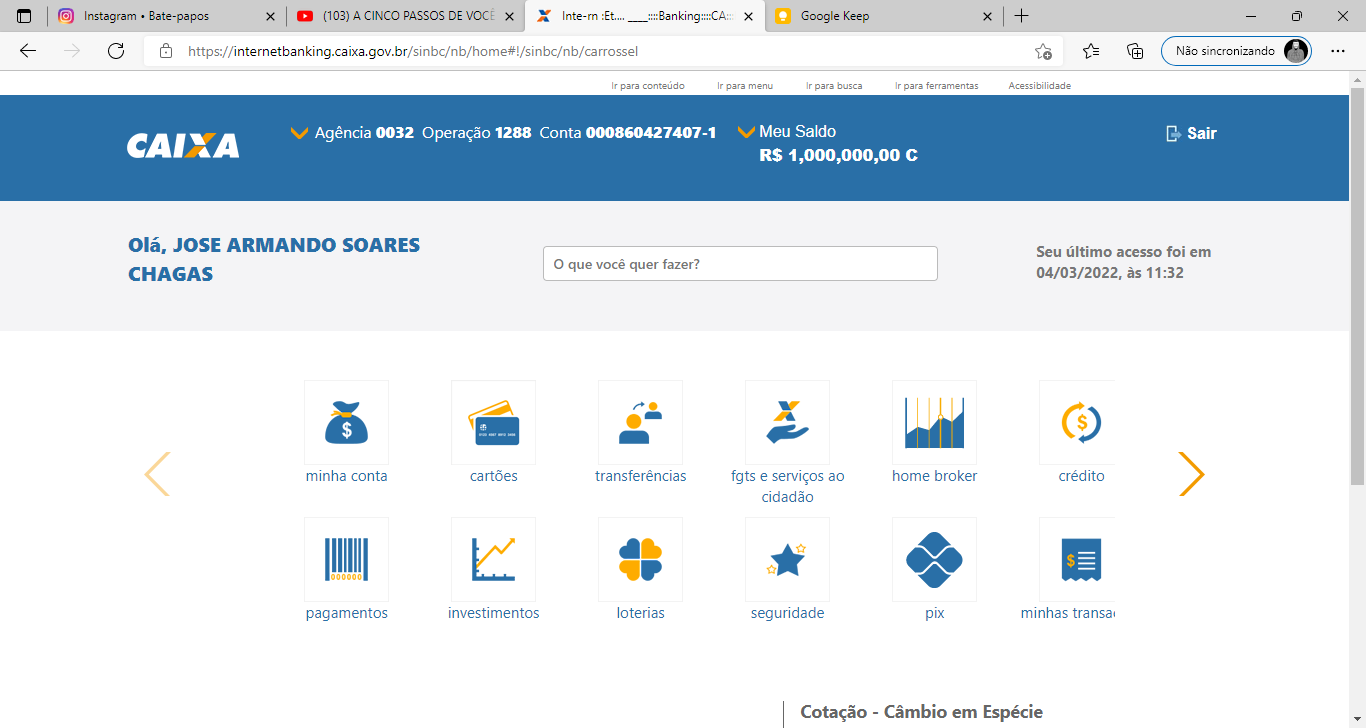 Instagram • Bate-papos
(103) A CINCO PASSOS DE VOCÊ
Inte-rn :Et.... ____::::Banking::::CA:::
Google Keep
https://internetbanking.caixa.gov.br/sinbc/nb/home#!/sinbc/nb/carrossel
Não sincronizando
Ir para conteúdo
Ir para menu
Ir para busca
Ir para ferramentas
Acessibilidade
CAIXA
Agência 0032 Operação 1288 Conta 000860427407-1
Meu Saldo
R$ 1,000,000,00 C
Sair
Olá, JOSE ARMANDO SOARES
CHAGAS
O que você quer fazer?
Seu último acesso foi em
04/03/2022, às 11:32
minha conta
cartões
transferências
fgts e serviços ao
cidadão
home broker
crédito
pagamentos
investimentos
loterias
seguridade
pix
minhas transaç
Cotação - Câmbio em Espécie